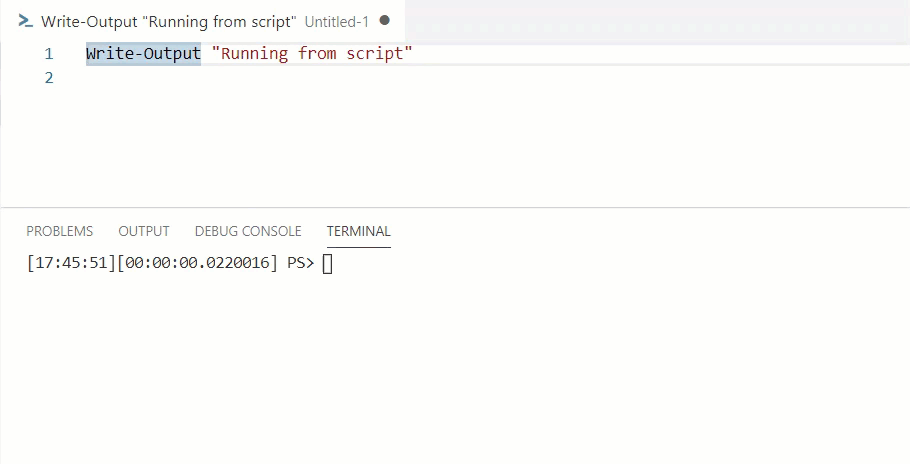 Write-Output "Running from script" Untitled-1
1 Write-Output "Running from script"
2
PROBLEMS OUTPUT DEBUG CONSOLE TERMINAL
[17:45:51][00:00:00.0220016] PS>